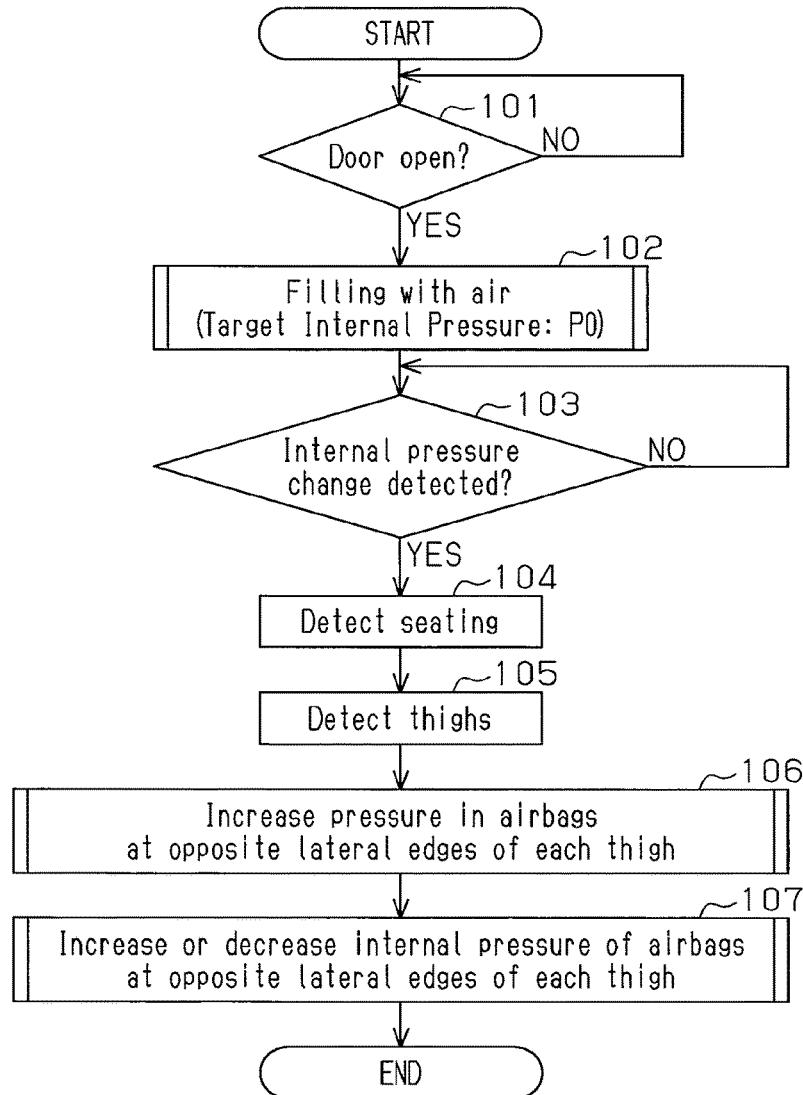 START
101
Door open?
NO
YES
102
Filling with air
(Target Internal Pressure: P0)
103
Internal pressure
change detected?
NO
YES
104
Detect seating
105
Detect thighs
106
Increase pressure in airbags
at opposite lateral edges of each thigh
107
Increase or decrease internal pressure of airbags
at opposite lateral edges of each thigh
END